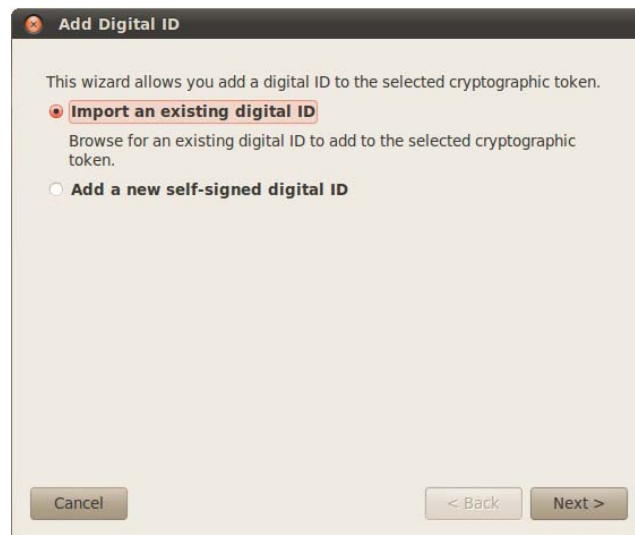 Add Digital ID
This wizard allows you add a digital ID to the selected cryptographic token.
Import an existing digital ID
Browse for an existing digital ID to add to the selected cryptographic
token.
Add a new self-signed digital ID
Cancel
< Back
Next >